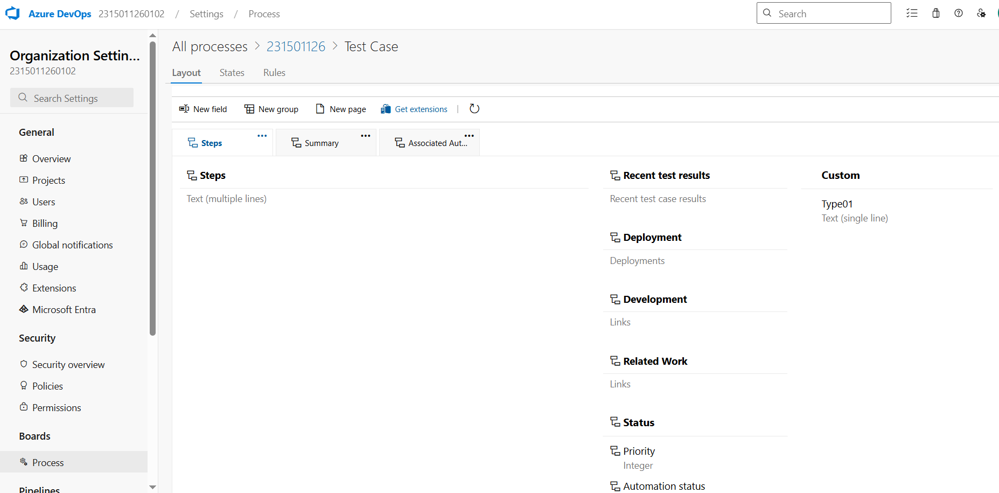 Azure DevOps 2315011260102 / Settings / Process
Search
Organization Settin...
2315011260102
Search Settings
General
Overview
Projects
Users
Billing
Global notifications
Usage
Extensions
Microsoft Entra
Security
Security overview
Policies
Permissions
Boards
Process
Pipelines
All processes > 231501126 > Test Case
Layout States Rules
New field New group New page Get extensions
Steps ... Summary ... Associated Aut... ...
Steps
Text (multiple lines)
Recent test results
Recent test case results
Deployment
Deployments
Development
Links
Related Work
Links
Status
Priority
Integer
Automation status
Custom
Type01
Text (single line)